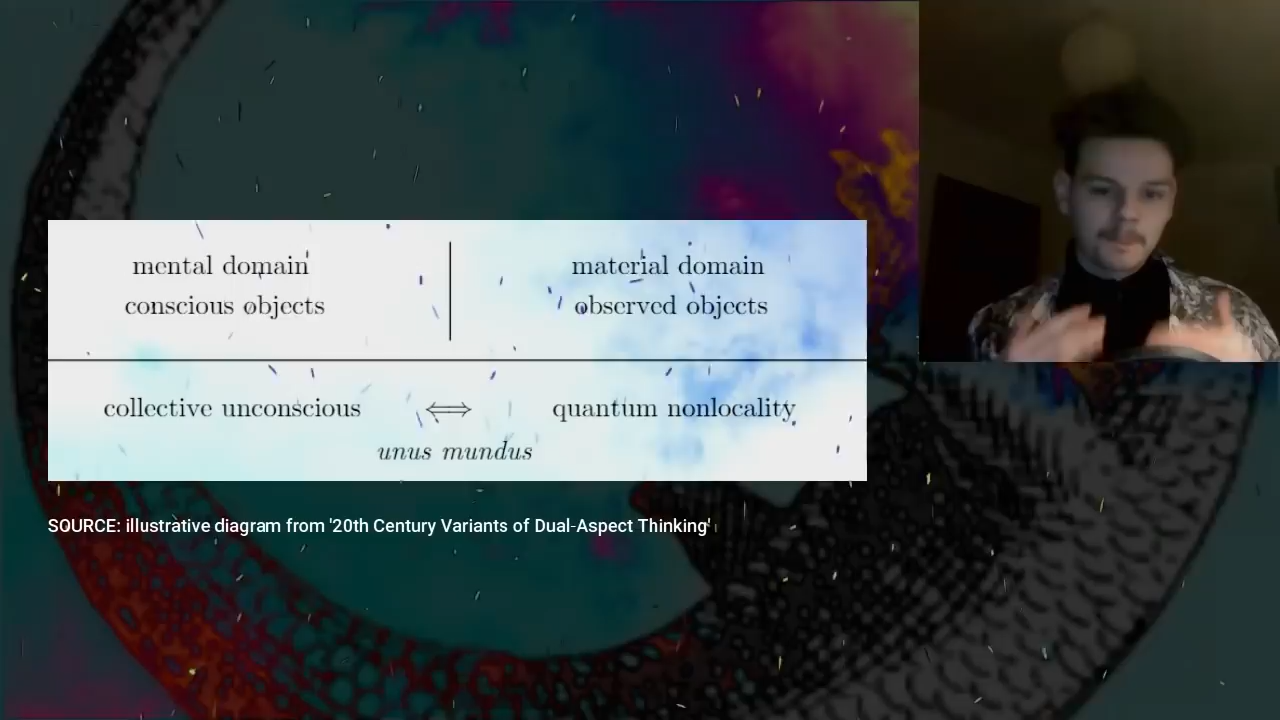 mental domain
material domain
conscious objects
observed objects
collective unconscious ⟺ quantum nonlocality
unus mundus
SOURCE: illustrative diagram from '20th Century Variants of Dual-Aspect Thinking'